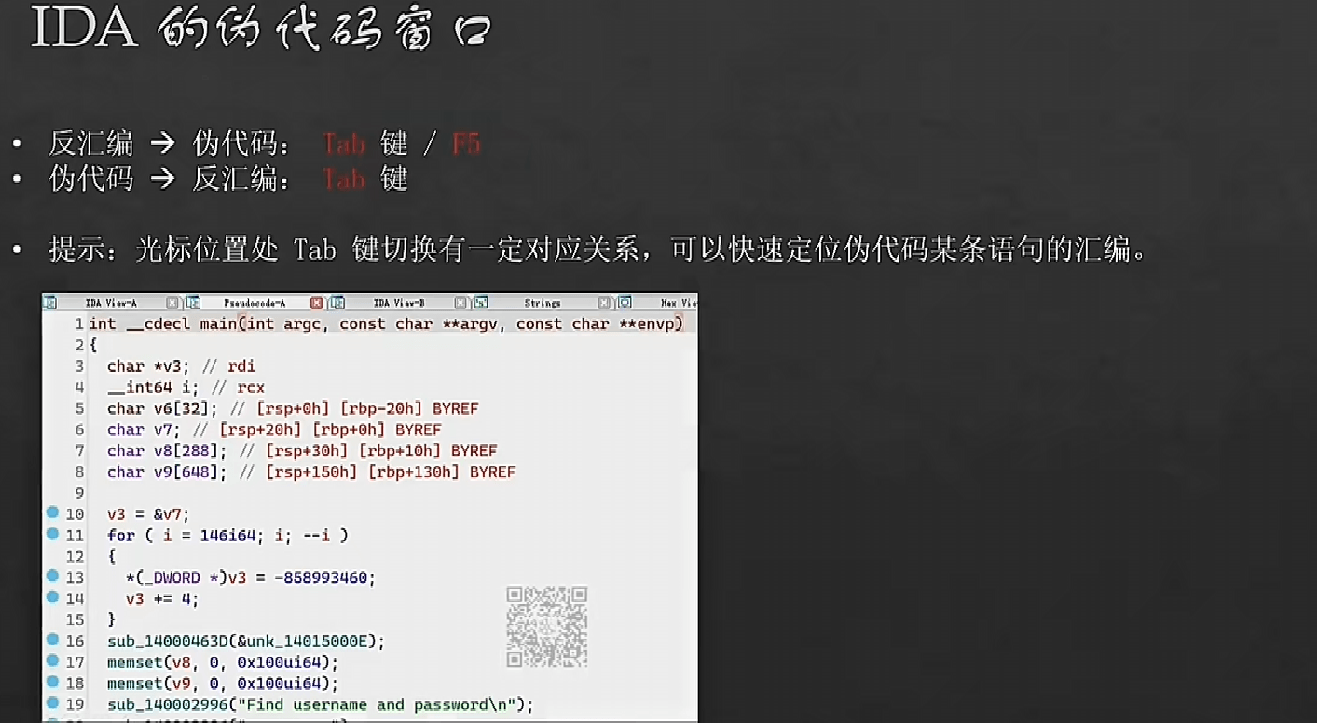 IDA 的伪代码窗口
• 反汇编 → 伪代码： Tab 键 / F5
• 伪代码 → 反汇编： Tab 键
• 提示：光标位置处 Tab 键切换有一定对应关系，可以快速定位伪代码某条语句的汇编。
IDA View-A Pseudocode-A IDA View-B Strings Hex Vie
1 int __cdecl main(int argc, const char **argv, const char **envp)
2 {
3 char *v3; // rdi
4 __int64 i; // rcx
5 char v6[32]; // [rsp+0h] [rbp-20h] BYREF
6 char v7; // [rsp+20h] [rbp+0h] BYREF
7 char v8[288]; // [rsp+30h] [rbp+10h] BYREF
8 char v9[648]; // [rsp+150h] [rbp+130h] BYREF
9
10 v3 = &v7;
11 for ( i = 146i64; i; --i )
12 {
13 *(_DWORD *)v3 = -858993460;
14 v3 += 4;
15 }
16 sub_14000463D(&unk_14015000E);
17 memset(v8, 0, 0x100ui64);
18 memset(v9, 0, 0x100ui64);
19 sub_140002996("Find username and password\n");